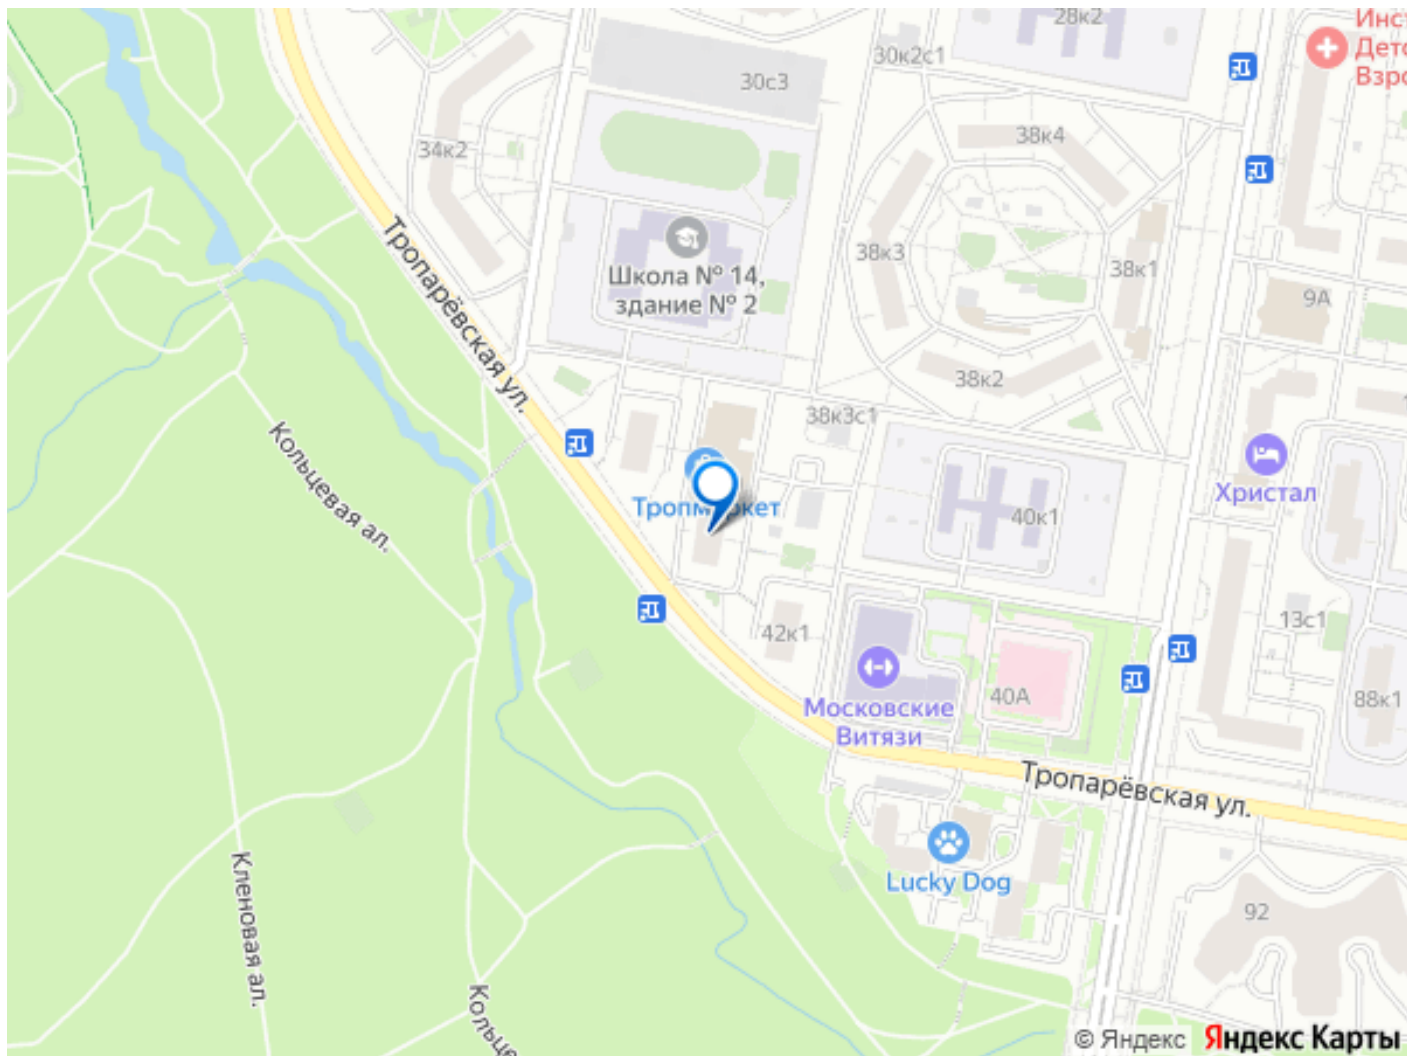 28к2
30к2с1
Инс
Детс
Взро
30с3
34к2
38к4
Тропарёвская ул.
38к3
38к1
Школа № 14,
здание № 2
9А
38к2
38к3с1
Кольцевая ал.
Христал
40к1
13с1
42к1
40А
88к1
Московские
Витязи
Тропарёвская ул.
Lucky Dog
Кленовая ал.
92
Кольце
© Яндекс Яндекс Карты